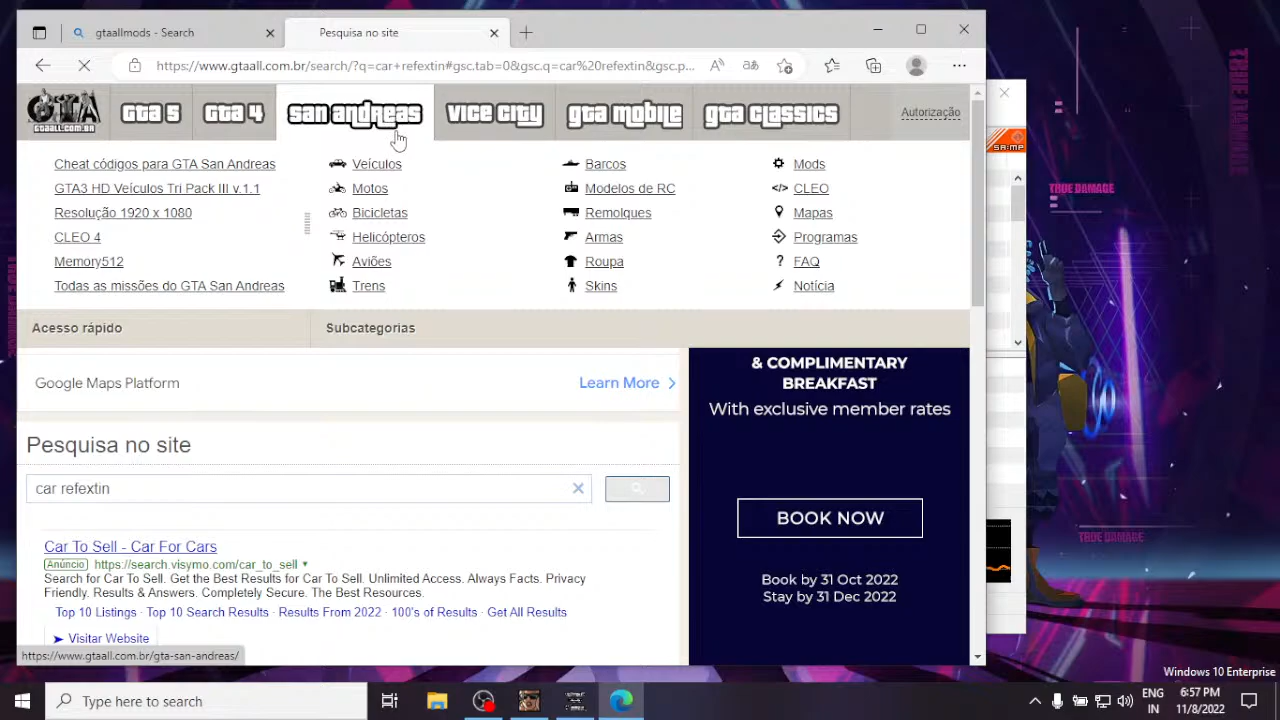 gtaallmods - Search
Pesquisa no site
https://www.gtaall.com.br/search/?q=car+refextin#gsc.tab=0&gsc.q=car%20refextin&gsc.p...
GTA
GTAALL.COM.BR
GTA 5
GTA 4
san andreas
VICE CITY
GTA MOBILE
GTA CLASSICS
Autorização
Cheat códigos para GTA San Andreas
GTA3 HD Veículos Tri Pack III v.1.1
Resolução 1920 x 1080
CLEO 4
Memory512
Todas as missões do GTA San Andreas
Veículos
Motos
Bicicletas
Helicópteros
Aviões
Trens
Barcos
Modelos de RC
Remolques
Armas
Roupa
Skins
Mods
CLEO
Mapas
Programas
FAQ
Notícia
Acesso rápido
Subcategorias
Google Maps Platform
Learn More
Pesquisa no site
car refextin
Car To Sell - Car For Cars
Anúncio https://search.visymo.com/car_to_sell
Search for Car To Sell. Get the Best Results for Car To Sell. Unlimited Access. Always Facts. Privacy
Friendly. Results & Answers. Completely Secure. The Best Resources.
Top 10 Listings · Top 10 Search Results · Results From 2022 · 100's of Results · Get All Results
Visitar Website
https://www.gtaall.com.br/gta-san-andreas/
& COMPLIMENTARY
BREAKFAST
With exclusive member rates
BOOK NOW
Book by 31 Oct 2022
Stay by 31 Dec 2022
SA:MP
TRUE DAMAGE
TRUE DAMAGE
Windows 10 Enterprise
Type here to search
ENG
IN
6:57 PM
11/8/2022